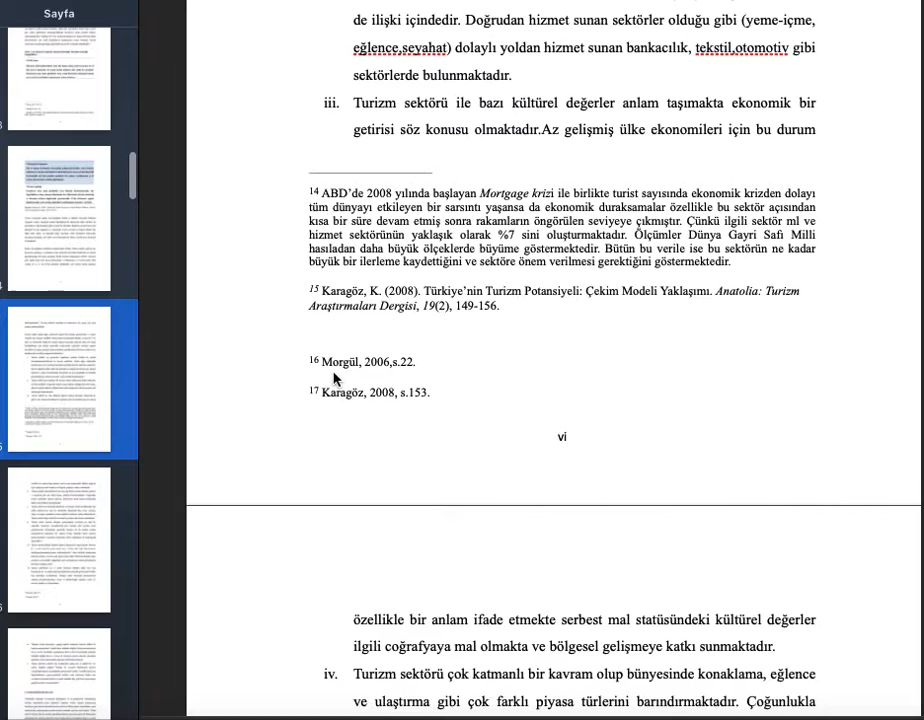 Sayfa
de ilişki içindedir. Doğrudan hizmet sunan sektörler olduğu gibi (yeme-içme,
eğlence,seyahat) dolaylı yoldan hizmet sunan bankacılık, tekstil,otomotiv gibi
sektörlerde bulunmaktadır.
iii. Turizm sektörü ile bazı kültürel değerler anlam taşımakta ekonomik bir
getirisi söz konusu olmaktadır.Az gelişmiş ülke ekonomileri için bu durum
14 ABD’de 2008 yılında başlayan Mortgage krizi ile birlikte turist sayısında ekonomik krizden dolayı
tüm dünyayı etkileyen bir sarsıntı yaşansa da ekonomik duraksamalar özellikle bu sektör açısından
kısa bir süre devam etmiş sonra rakamların öngörülen seviyeye çıkmıştır. Çünkü ilgili sektör ml ve
hizmet sektörünün yaklaşık olarak %7 sini oluşturmaktadır. Ölçümler Dünya Gayri Safi Milli
hasıladan daha büyük ölçeklerde büyüme göstermektedir. Bütün bu verile ise bu sektörün ne kadar
büyük bir ilerleme kaydettiğini ve sektöre önem verilmesi gerektiğini göstermektedir.
15 Karagöz, K. (2008). Türkiye’nin Turizm Potansiyeli: Çekim Modeli Yaklaşımı. Anatolia: Turizm
Araştırmaları Dergisi, 19(2), 149-156.
16 Morgül, 2006,s.22.
17 Karagöz, 2008, s.153.
vi
özellikle bir anlam ifade etmekte serbest mal statüsündeki kültürel değerler
ilgili coğrafyaya mal olmakta ve bölgesel gelişmeye katkı sunmaktadır.
iv. Turizm sektörü çok katmanlı bir kavram olup bünyesinde konaklama, eğlence
ve ulaştırma gibi çok farklı piyasa türlerini barındırmaktadır. Çoğunlukla